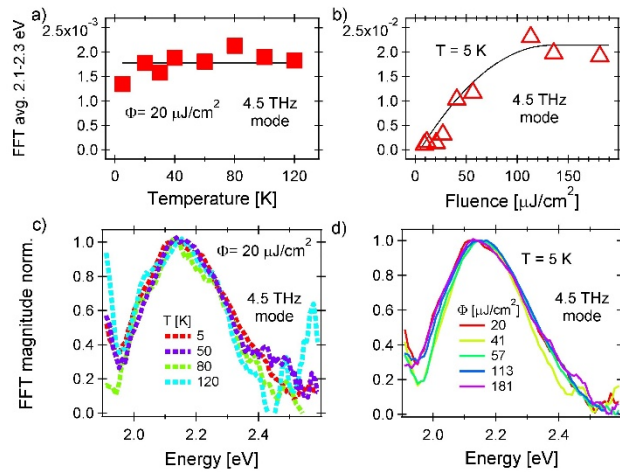 a)
FFT avg. 2.1-2.3 eV
2.5x10⁻³
2.0
1.5
1.0
0.5
0.0
Φ= 20 μJ/cm²
4.5 THz
mode
0 20 40 60 80 100 120
Temperature [K]
b)
2.5x10⁻²
2.0
1.5
1.0
0.5
0.0
T = 5 K
4.5 THz
mode
0 50 100 150
Fluence [μJ/cm²]
c)
FFT magnitude norm.
1.0
0.8
0.6
0.4
0.2
0.0
Φ= 20 μJ/cm²
4.5 THz
mode
T [K]
5
50
80
120
2.0 2.2 2.4
Energy [eV]
d)
1.0
0.8
0.6
0.4
0.2
0.0
T = 5 K
4.5 THz
mode
Φ [μJ/cm²]
20
41
57
113
181
2.0 2.2 2.4
Energy [eV]